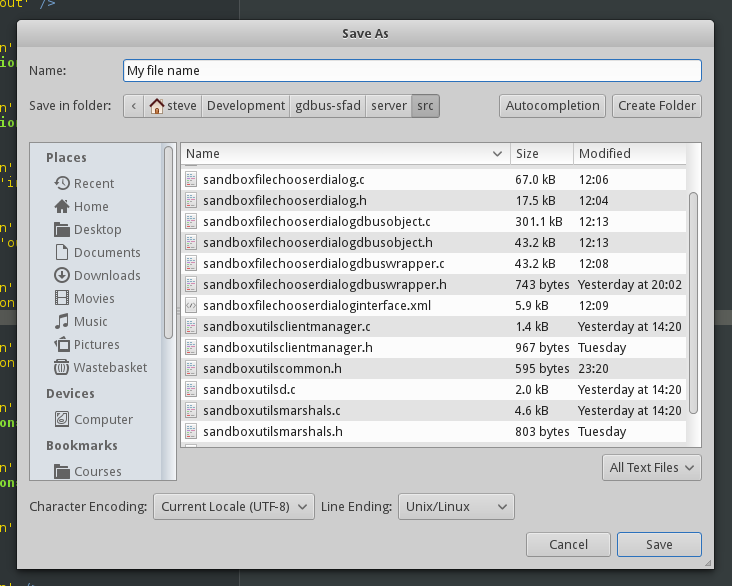 out' />
Save As
Name: My file name
Save in folder: ‹ steve Development gdbus-sfad server src Autocompletion Create Folder
Places
Recent
Home
Desktop
Documents
Downloads
Movies
Music
Pictures
Wastebasket
Devices
Computer
Bookmarks
Courses
Name Size Modified
sandboxfilechooserdialog.c 67.0 kB 12:06
sandboxfilechooserdialog.h 17.5 kB 12:04
sandboxfilechooserdialogdbusobject.c 301.1 kB 12:13
sandboxfilechooserdialogdbusobject.h 43.2 kB 12:13
sandboxfilechooserdialogdbuswrapper.c 43.2 kB 12:08
sandboxfilechooserdialogdbuswrapper.h 743 bytes Yesterday at 20:02
sandboxfilechooserdialoginterface.xml 5.9 kB 12:09
sandboxutilsclientmanager.c 1.4 kB Yesterday at 14:20
sandboxutilsclientmanager.h 967 bytes Tuesday
sandboxutilscommon.h 595 bytes 23:20
sandboxutilsd.c 2.0 kB Yesterday at 14:20
sandboxutilsmarshals.c 4.6 kB Yesterday at 14:20
sandboxutilsmarshals.h 803 bytes Tuesday
All Text Files
Character Encoding: Current Locale (UTF-8) Line Ending: Unix/Linux
Cancel Save